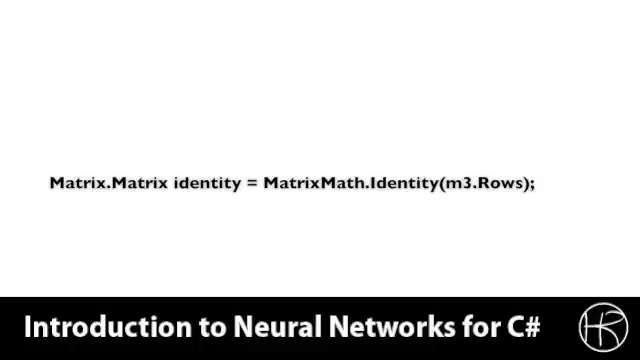 Matrix.Matrix identity = MatrixMath.Identity(m3.Rows);
Introduction to Neural Networks for C#